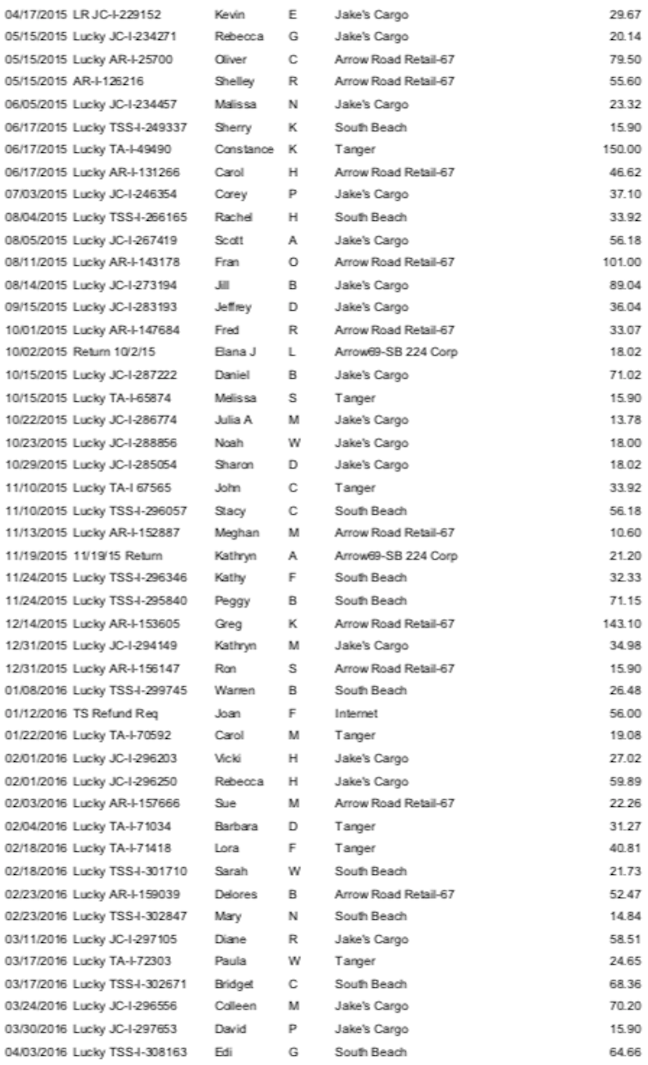 04/17/2015 LR JC-I-229152 Kevin E Jake's Cargo 29.67
05/15/2015 Lucky JC-I-234271 Rebecca G Jake's Cargo 20.14
05/15/2015 Lucky AR-I-25700 Oliver C Arrow Road Retail-67 79.50
05/15/2015 AR-I-126216 Shelley R Arrow Road Retail-67 55.60
06/05/2015 Lucky JC-I-234457 Malissa N Jake's Cargo 23.32
06/17/2015 Lucky TSS-I-249337 Sherry K South Beach 15.90
06/17/2015 Lucky TA-I-49490 Constance K Tanger 150.00
06/17/2015 Lucky AR-I-131266 Carol H Arrow Road Retail-67 46.62
07/03/2015 Lucky JC-I-246354 Corey P Jake's Cargo 37.10
08/04/2015 Lucky TSS-I-266165 Rachel H South Beach 33.92
08/05/2015 Lucky JC-I-267419 Scott A Jake's Cargo 56.18
08/11/2015 Lucky AR-I-143178 Fran O Arrow Road Retail-67 101.00
08/14/2015 Lucky JC-I-273194 Jill B Jake's Cargo 89.04
09/15/2015 Lucky JC-I-283193 Jeffrey D Jake's Cargo 36.04
10/01/2015 Lucky AR-I-147684 Fred R Arrow Road Retail-67 33.07
10/02/2015 Return 10/2/15 Elana J L Arrow69-SB 224 Corp 18.02
10/15/2015 Lucky JC-I-287222 Daniel B Jake's Cargo 71.02
10/15/2015 Lucky TA-I-65874 Melissa S Tanger 15.90
10/22/2015 Lucky JC-I-286774 Julia A M Jake's Cargo 13.78
10/23/2015 Lucky JC-I-288856 Noah W Jake's Cargo 18.00
10/29/2015 Lucky JC-I-285054 Sharon D Jake's Cargo 18.02
11/10/2015 Lucky TA-I 67565 John C Tanger 33.92
11/10/2015 Lucky TSS-I-296057 Stacy C South Beach 56.18
11/13/2015 Lucky AR-I-152887 Meghan M Arrow Road Retail-67 10.60
11/19/2015 11/19/15 Return Kathryn A Arrow69-SB 224 Corp 21.20
11/24/2015 Lucky TSS-I-296346 Kathy F South Beach 32.33
11/24/2015 Lucky TSS-I-295840 Peggy B South Beach 71.15
12/14/2015 Lucky AR-I-153605 Greg K Arrow Road Retail-67 143.10
12/31/2015 Lucky JC-I-294149 Kathryn M Jake's Cargo 34.98
12/31/2015 Lucky AR-I-156147 Ron S Arrow Road Retail-67 15.90
01/08/2016 Lucky TSS-I-299745 Warren B South Beach 26.48
01/12/2016 TS Refund Req Joan F Internet 56.00
01/22/2016 Lucky TA-I-70592 Carol M Tanger 19.08
02/01/2016 Lucky JC-I-296203 Vicki H Jake's Cargo 27.02
02/01/2016 Lucky JC-I-296250 Rebecca H Jake's Cargo 59.89
02/03/2016 Lucky AR-I-157666 Sue M Arrow Road Retail-67 22.26
02/04/2016 Lucky TA-I-71034 Barbara D Tanger 31.27
02/18/2016 Lucky TA-I-71418 Lora F Tanger 40.81
02/18/2016 Lucky TSS-I-301710 Sarah W South Beach 21.73
02/23/2016 Lucky AR-I-159039 Delores B Arrow Road Retail-67 52.47
02/23/2016 Lucky TSS-I-302847 Mary N South Beach 14.84
03/11/2016 Lucky JC-I-297105 Diane R Jake's Cargo 58.51
03/17/2016 Lucky TA-I-72303 Paula W Tanger 24.65
03/17/2016 Lucky TSS-I-302671 Bridget C South Beach 68.36
03/24/2016 Lucky JC-I-296556 Colleen M Jake's Cargo 70.20
03/30/2016 Lucky JC-I-297653 David P Jake's Cargo 15.90
04/03/2016 Lucky TSS-I-308163 Edi G South Beach 64.66